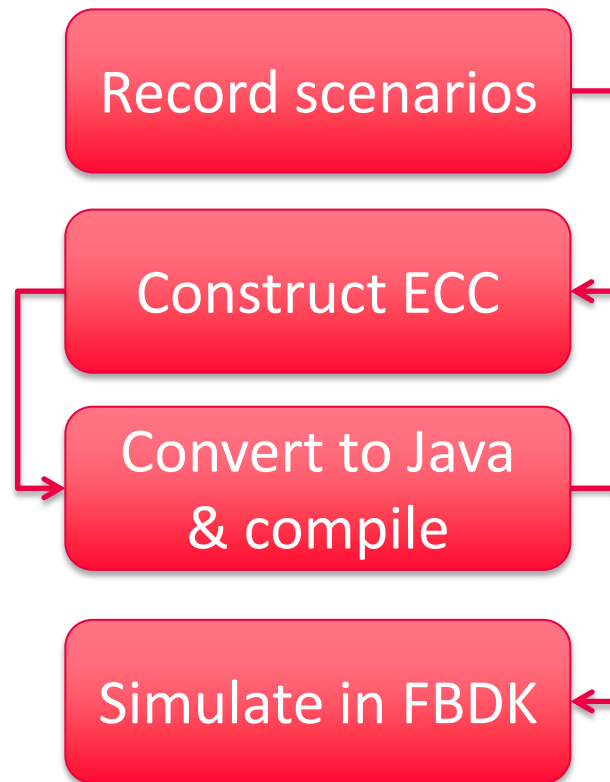 Record scenarios
Construct ECC
Convert to Java
& compile
Simulate in FBDK